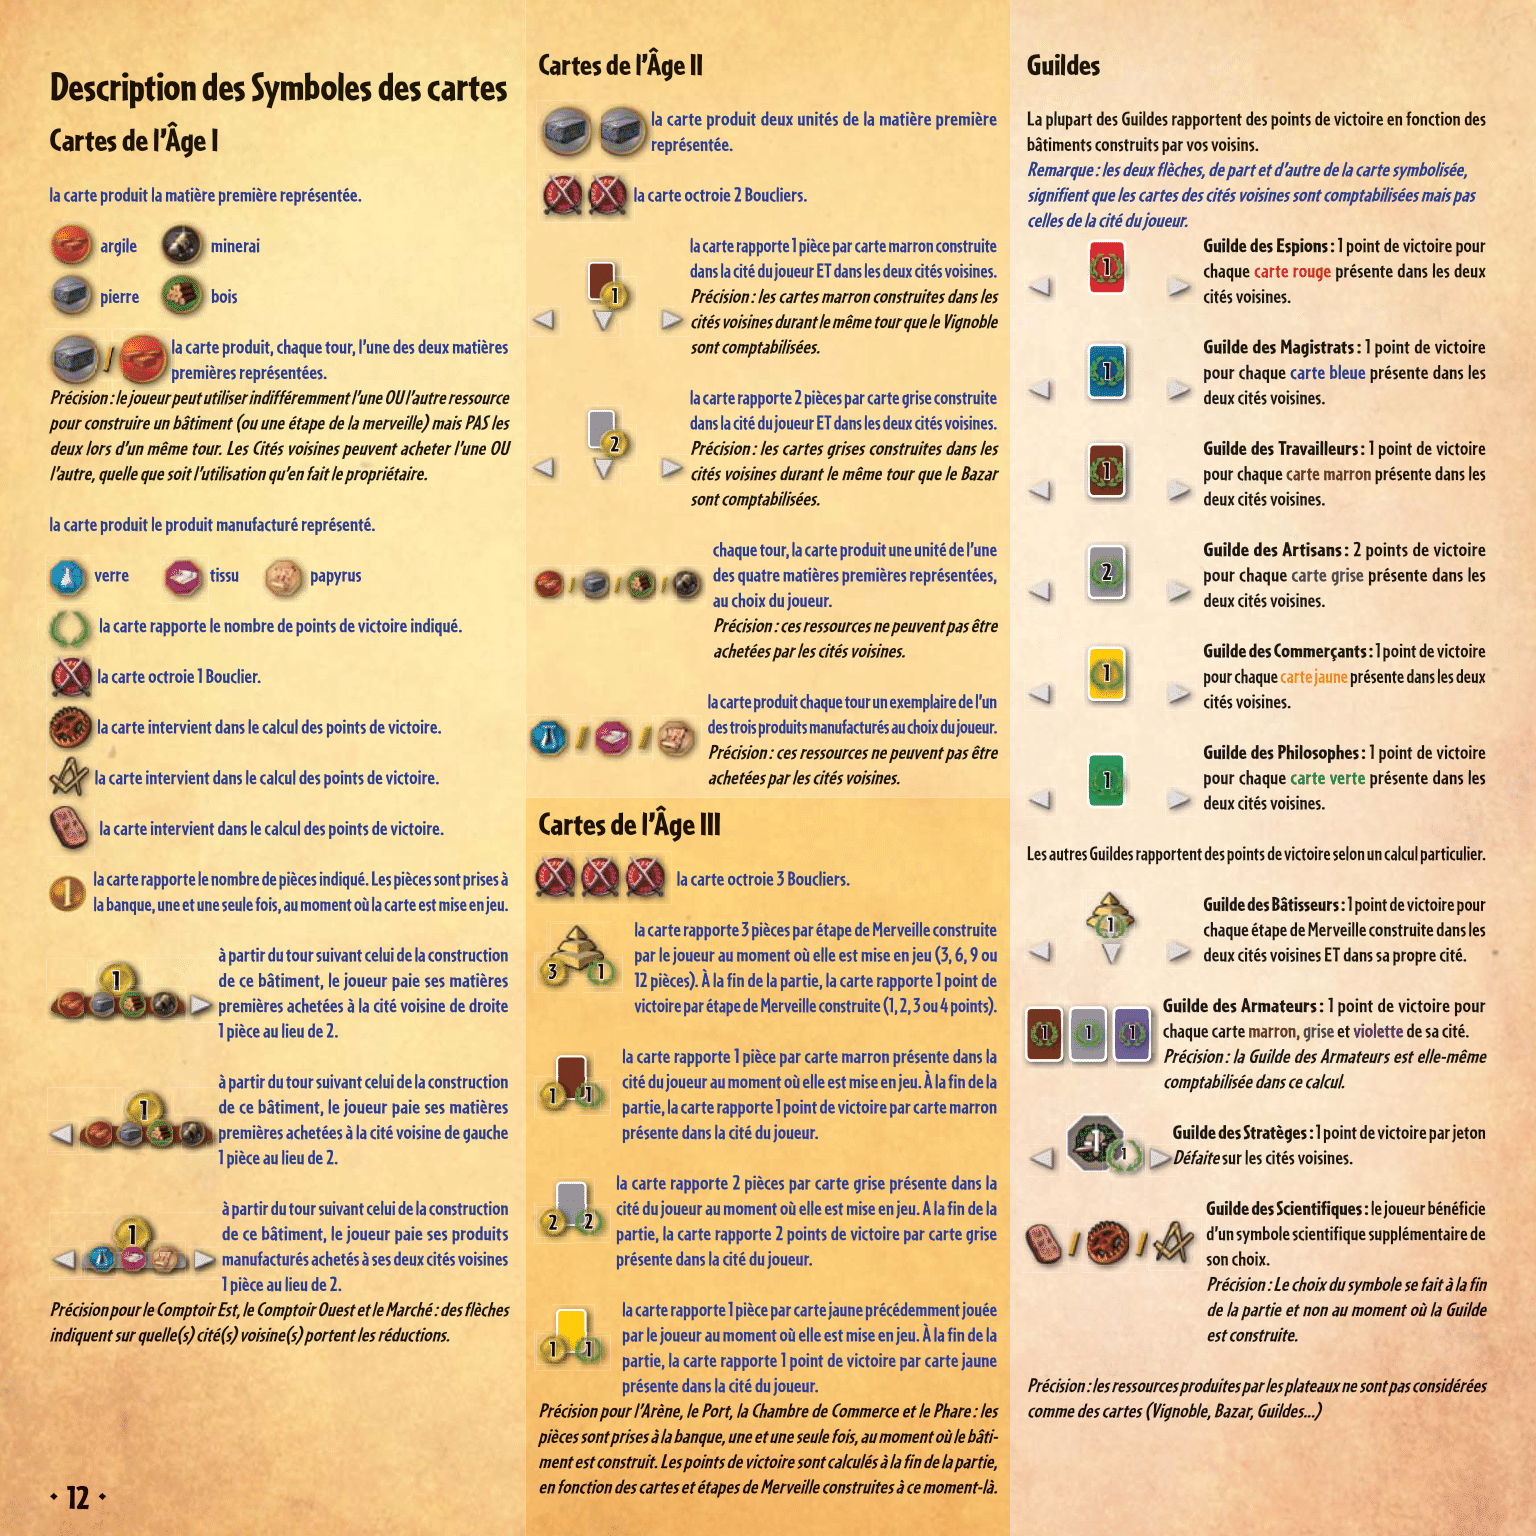 Description des Symboles des cartes
Cartes de l'Âge I
la carte produit la matière première représentée.
argile
minerai
pierre
bois
/
la carte produit, chaque tour, l'une des deux matières
premières représentées.
Précision : le joueur peut utiliser indifféremment l'une OU l'autre ressource
pour construire un bâtiment (ou une étape de la merveille) mais PAS les
deux lors d'un même tour. Les Cités voisines peuvent acheter l'une OU
l'autre, quelle que soit l'utilisation qu'en fait le propriétaire.
la carte produit le produit manufacturé représenté.
verre
tissu
papyrus
la carte rapporte le nombre de points de victoire indiqué.
la carte octroie 1 Bouclier.
la carte intervient dans le calcul des points de victoire.
la carte intervient dans le calcul des points de victoire.
la carte intervient dans le calcul des points de victoire.
1
la carte rapporte le nombre de pièces indiqué. Les pièces sont prises à
la banque, une et une seule fois, au moment où la carte est mise en jeu.
1
à partir du tour suivant celui de la construction
de ce bâtiment, le joueur paie ses matières
premières achetées à la cité voisine de droite
1 pièce au lieu de 2.
1
à partir du tour suivant celui de la construction
de ce bâtiment, le joueur paie ses matières
premières achetées à la cité voisine de gauche
1 pièce au lieu de 2.
1
à partir du tour suivant celui de la construction
de ce bâtiment, le joueur paie ses produits
manufacturés achetés à ses deux cités voisines
1 pièce au lieu de 2.
Précision pour le Comptoir Est, le Comptoir Ouest et le Marché : des flèches
indiquent sur quelle(s) cité(s) voisine(s) portent les réductions.
• 12 •
Cartes de l'Âge II
la carte produit deux unités de la matière première
représentée.
la carte octroie 2 Boucliers.
1
la carte rapporte 1 pièce par carte marron construite
dans la cité du joueur ET dans les deux cités voisines.
Précision : les cartes marron construites dans les
cités voisines durant le même tour que le Vignoble
sont comptabilisées.
2
la carte rapporte 2 pièces par carte grise construite
dans la cité du joueur ET dans les deux cités voisines.
Précision : les cartes grises construites dans les
cités voisines durant le même tour que le Bazar
sont comptabilisées.
/ / /
chaque tour, la carte produit une unité de l'une
des quatre matières premières représentées,
au choix du joueur.
Précision : ces ressources ne peuvent pas être
achetées par les cités voisines.
/ /
la carte produit chaque tour un exemplaire de l'un
des trois produits manufacturés au choix du joueur.
Précision : ces ressources ne peuvent pas être
achetées par les cités voisines.
Cartes de l'Âge III
la carte octroie 3 Boucliers.
3 1
la carte rapporte 3 pièces par étape de Merveille construite
par le joueur au moment où elle est mise en jeu (3, 6, 9 ou
12 pièces). À la fin de la partie, la carte rapporte 1 point de
victoire par étape de Merveille construite (1, 2, 3 ou 4 points).
1 1
la carte rapporte 1 pièce par carte marron présente dans la
cité du joueur au moment où elle est mise en jeu. À la fin de la
partie, la carte rapporte 1 point de victoire par carte marron
présente dans la cité du joueur.
2 2
la carte rapporte 2 pièces par carte grise présente dans la
cité du joueur au moment où elle est mise en jeu. A la fin de la
partie, la carte rapporte 2 points de victoire par carte grise
présente dans la cité du joueur.
1 1
la carte rapporte 1 pièce par carte jaune précédemment jouée
par le joueur au moment où elle est mise en jeu. À la fin de la
partie, la carte rapporte 1 point de victoire par carte jaune
présente dans la cité du joueur.
Précision pour l'Arène, le Port, la Chambre de Commerce et le Phare : les
pièces sont prises à la banque, une et une seule fois, au moment où le bâti-
ment est construit. Les points de victoire sont calculés à la fin de la partie,
en fonction des cartes et étapes de Merveille construites à ce moment-là.
Guildes
La plupart des Guildes rapportent des points de victoire en fonction des
bâtiments construits par vos voisins.
Remarque : les deux flèches, de part et d'autre de la carte symbolisée,
signifient que les cartes des cités voisines sont comptabilisées mais pas
celles de la cité du joueur.
1
Guilde des Espions : 1 point de victoire pour
chaque carte rouge présente dans les deux
cités voisines.
1
Guilde des Magistrats : 1 point de victoire
pour chaque carte bleue présente dans les
deux cités voisines.
1
Guilde des Travailleurs : 1 point de victoire
pour chaque carte marron présente dans les
deux cités voisines.
2
Guilde des Artisans : 2 points de victoire
pour chaque carte grise présente dans les
deux cités voisines.
1
Guilde des Commerçants : 1 point de victoire
pour chaque carte jaune présente dans les deux
cités voisines.
1
Guilde des Philosophes : 1 point de victoire
pour chaque carte verte présente dans les
deux cités voisines.
Les autres Guildes rapportent des points de victoire selon un calcul particulier.
1
Guilde des Bâtisseurs : 1 point de victoire pour
chaque étape de Merveille construite dans les
deux cités voisines ET dans sa propre cité.
1 1 1
Guilde des Armateurs : 1 point de victoire pour
chaque carte marron, grise et violette de sa cité.
Précision : la Guilde des Armateurs est elle-même
comptabilisée dans ce calcul.
-1 1
Guilde des Stratèges : 1 point de victoire par jeton
Défaite sur les cités voisines.
/ /
Guilde des Scientifiques : le joueur bénéficie
d'un symbole scientifique supplémentaire de
son choix.
Précision : Le choix du symbole se fait à la fin
de la partie et non au moment où la Guilde
est construite.
Précision : les ressources produites par les plateaux ne sont pas considérées
comme des cartes (Vignoble, Bazar, Guildes...)